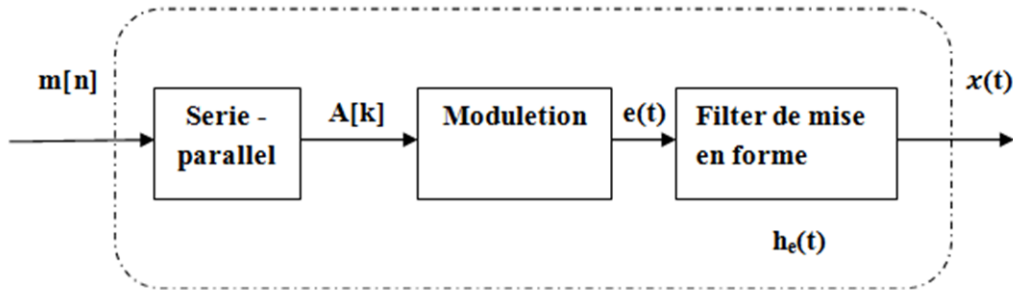 m[n]
Serie -
parallel
A[k]
Moduletion
e(t)
Filter de mise
en forme
x(t)
hₑ(t)